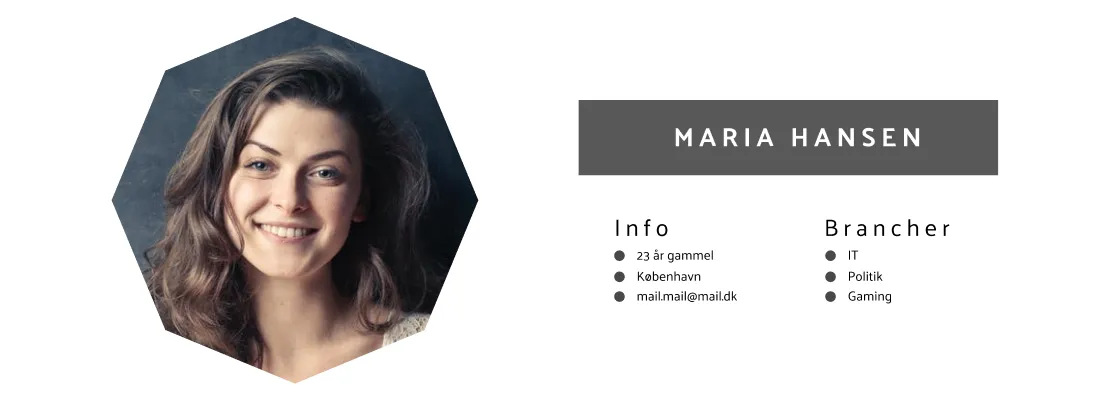 MARIA HANSEN
Info
23 år gammel
København
mail.mail@mail.dk
Brancher
IT
Politik
Gaming